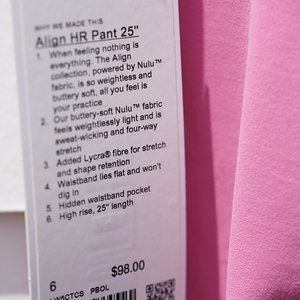 WHY WE MADE THIS
Align HR Pant 25"
1. When feeling nothing is
everything. The Align
collection, powered by Nulu™
fabric, is so weightless and
buttery soft, all you feel is
your practice
2. Our buttery-soft Nulu™ fabric
feels weightlessly light and is
sweat-wicking and four-way
stretch
3. Added Lycra® fibre for stretch
and shape retention
4. Waistband lies flat and won't
dig in
5. Hidden waistband pocket
6. High rise, 25" length
6 $98.00
PBOL